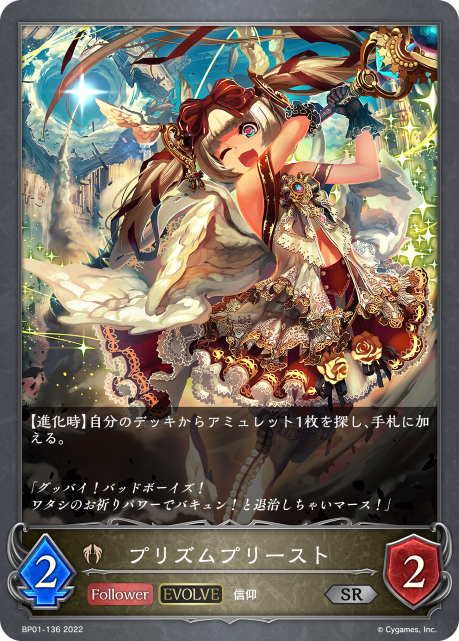 【進化時】自分のデッキからアミュレット1枚を探し、手札に加
える。
「グッバイ！バッドボーイズ！
ワタシのお祈りパワーでバキュン！と退治しちゃいマース！」
プリズムプリースト
2
Follower EVOLVE 信仰 SR
2
BP01-136 2022 © Cygames, Inc.